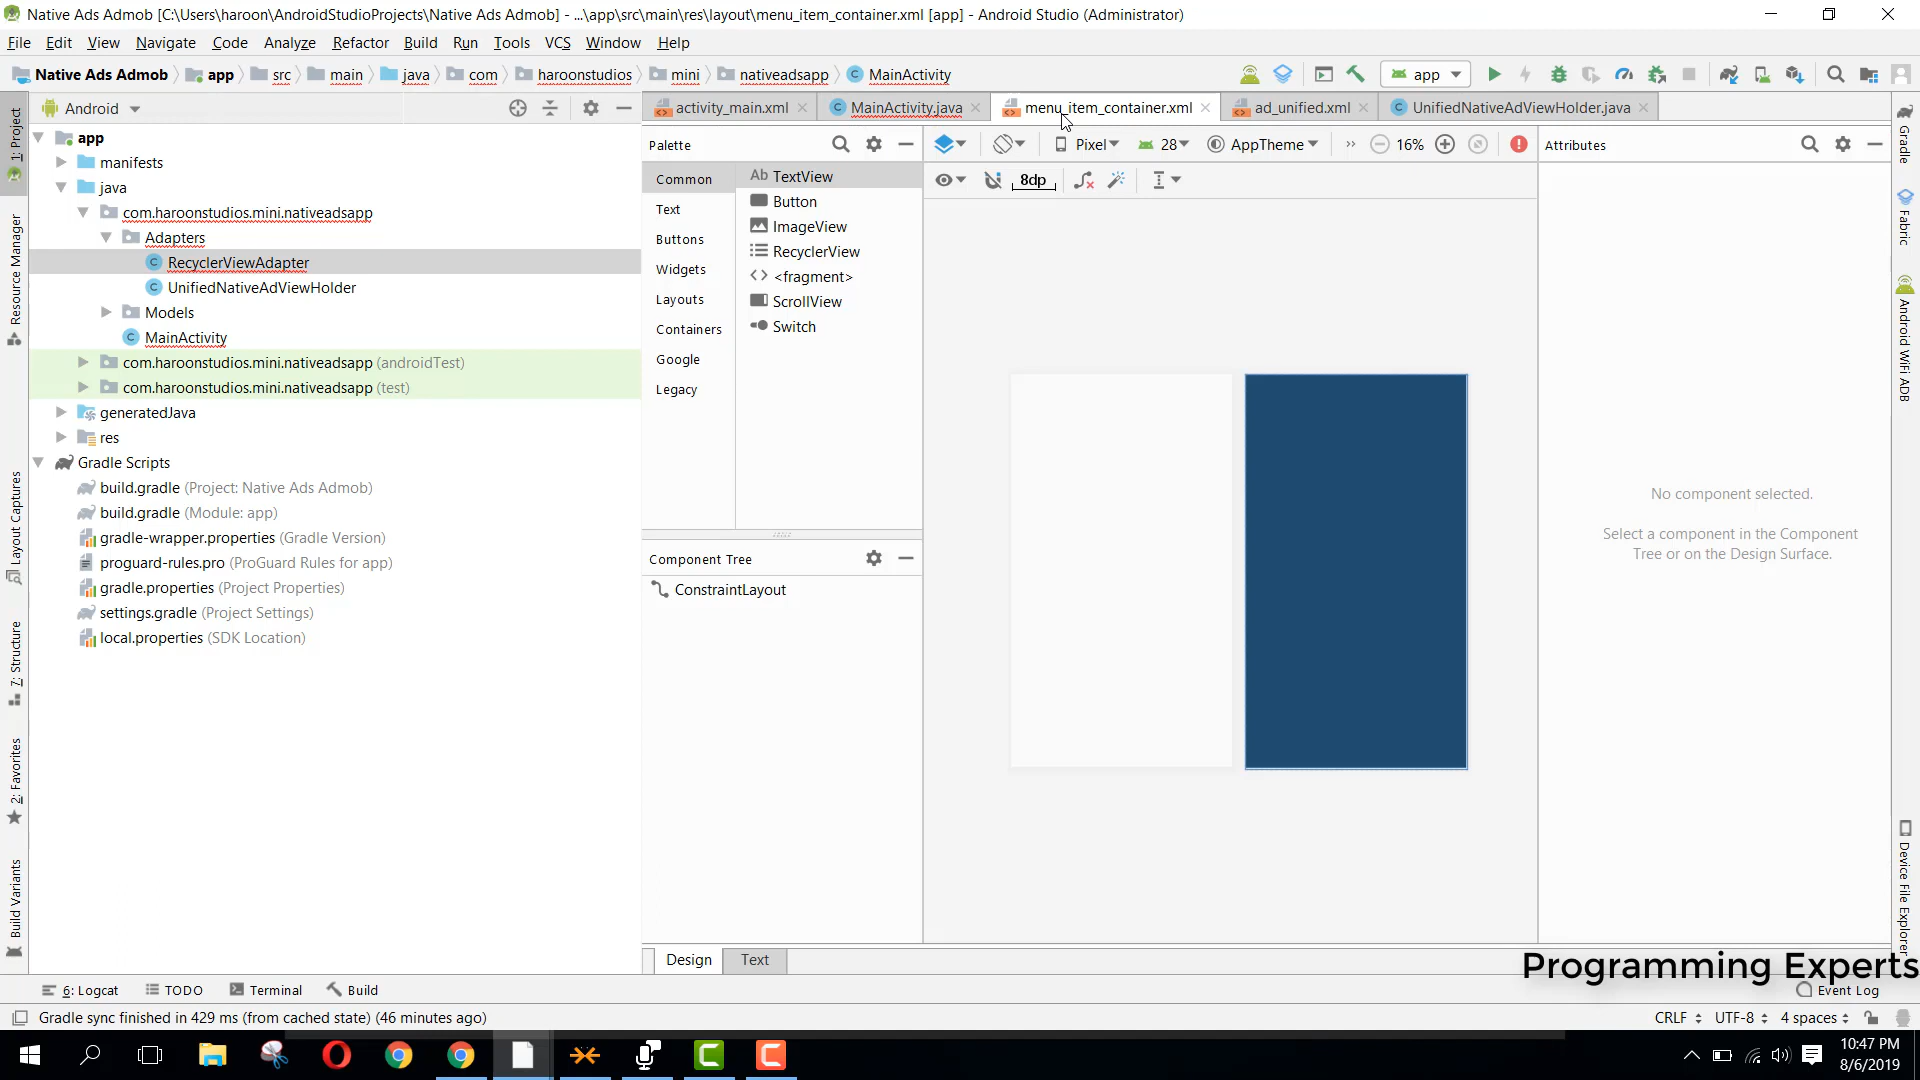 Native Ads Admob [C:\Users\haroon\AndroidStudioProjects\Native Ads Admob] - ...\app\src\main\res\layout\menu_item_container.xml [app] - Android Studio (Administrator)
File Edit View Navigate Code Analyze Refactor Build Run Tools VCS Window Help
Native Ads Admob app src main java com haroonstudios mini nativeadsapp MainActivity app
Android
activity_main.xml MainActivity.java menu_item_container.xml ad_unified.xml UnifiedNativeAdViewHolder.java
1: Project
Resource Manager
Layout Captures
7: Structure
2: Favorites
Build Variants
app
manifests
java
com.haroonstudios.mini.nativeadsapp
Adapters
RecyclerViewAdapter
UnifiedNativeAdViewHolder
Models
MainActivity
com.haroonstudios.mini.nativeadsapp (androidTest)
com.haroonstudios.mini.nativeadsapp (test)
generatedJava
res
Gradle Scripts
build.gradle (Project: Native Ads Admob)
build.gradle (Module: app)
gradle-wrapper.properties (Gradle Version)
proguard-rules.pro (ProGuard Rules for app)
gradle.properties (Project Properties)
settings.gradle (Project Settings)
local.properties (SDK Location)
Palette
Common
Text
Buttons
Widgets
Layouts
Containers
Google
Legacy
Ab TextView
Button
ImageView
RecyclerView
<fragment>
ScrollView
Switch
Component Tree
ConstraintLayout
Pixel 28 AppTheme 16%
8dp
Attributes
No component selected.
Select a component in the Component
Tree or on the Design Surface.
Gradle
Fabric
Android WiFi ADB
Device File Explorer
Design Text
Programming Experts
6: Logcat TODO Terminal Build Event Log
Gradle sync finished in 429 ms (from cached state) (46 minutes ago) CRLF UTF-8 4 spaces
10:47 PM
8/6/2019